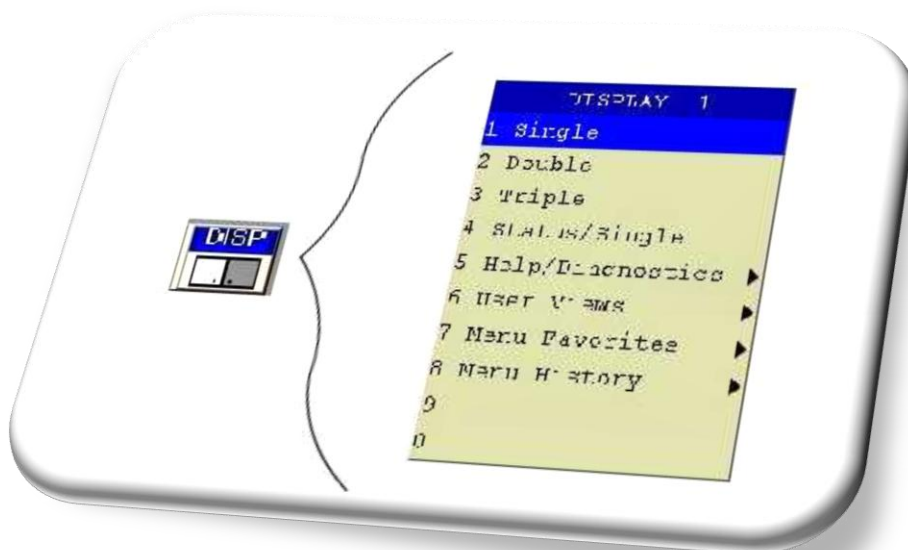 DISP
DISPLAY 1
1 Single
2 Double
3 Triple
4 Status/Single
5 Help/Diagnostics
6 User Views
7 Menu Favorites
8 Menu History
9
0